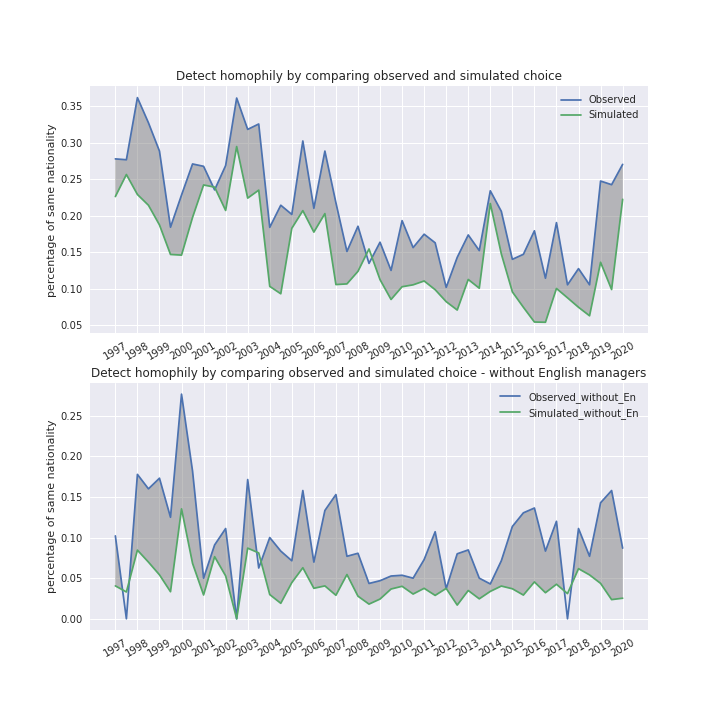 Detect homophily by comparing observed and simulated choice
percentage of same nationality
0.35
0.30
0.25
0.20
0.15
0.10
0.05
Observed
Simulated
1997 1998 1999 2000 2001 2002 2003 2004 2005 2006 2007 2008 2009 2010 2011 2012 2013 2014 2015 2016 2017 2018 2019 2020
Detect homophily by comparing observed and simulated choice - without English managers
percentage of same nationality
0.25
0.20
0.15
0.10
0.05
0.00
Observed_without_En
Simulated_without_En
1997 1998 1999 2000 2001 2002 2003 2004 2005 2006 2007 2008 2009 2010 2011 2012 2013 2014 2015 2016 2017 2018 2019 2020